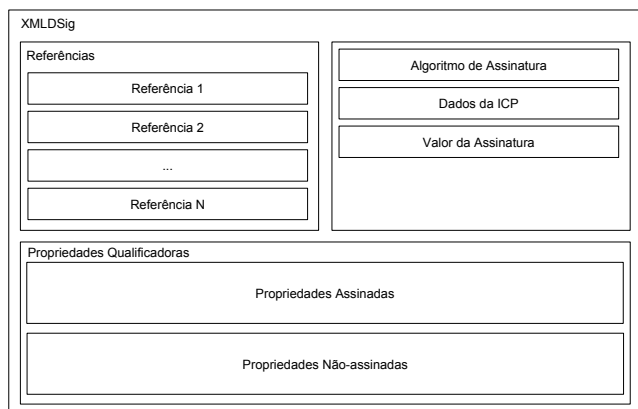 XMLDSig
Referências
Referência 1
Referência 2
...
Referência N
Algoritmo de Assinatura
Dados da ICP
Valor da Assinatura
Propriedades Qualificadoras
Propriedades Assinadas
Propriedades Não-assinadas